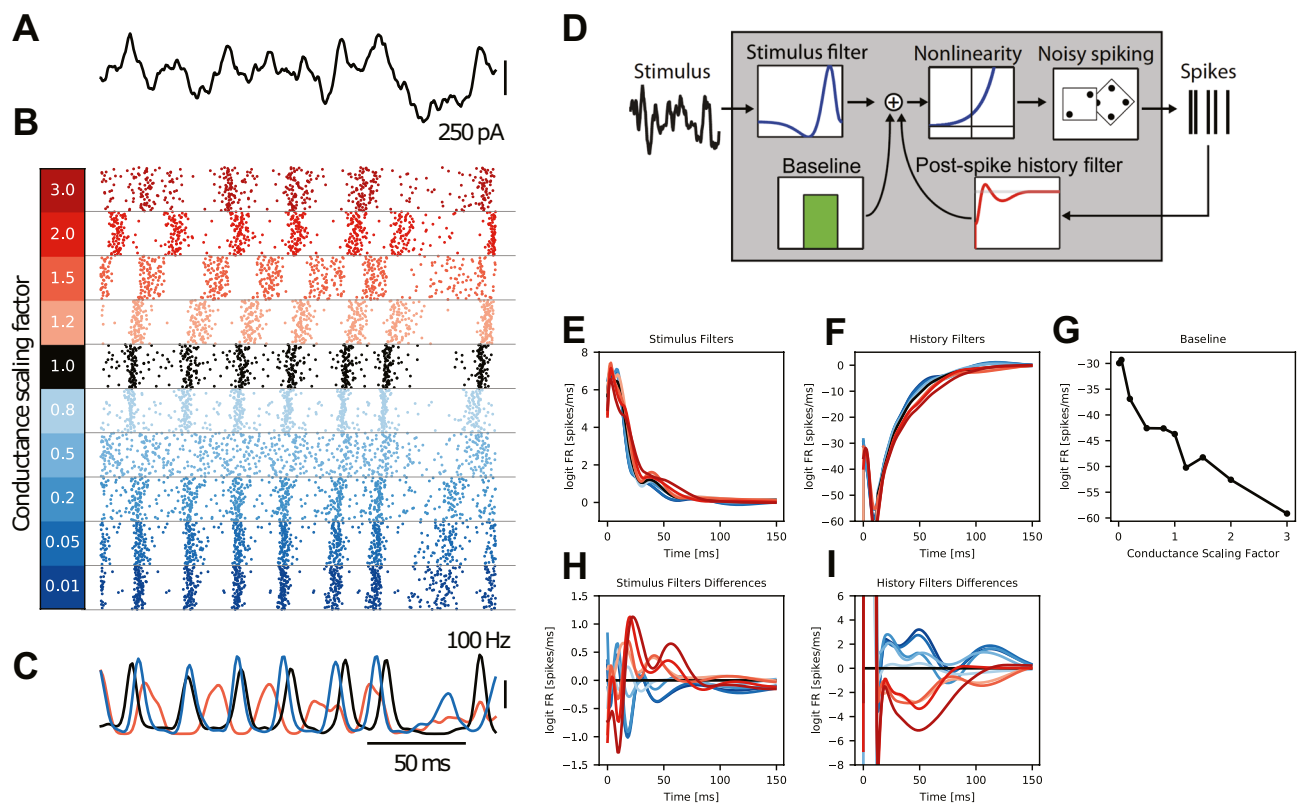 A
250 pA
B
Conductance scaling factor
3.0
2.0
1.5
1.2
1.0
0.8
0.5
0.2
0.05
0.01
C
100 Hz
50 ms
D
Stimulus
Stimulus filter
Nonlinearity
Noisy spiking
Spikes
+
Baseline
Post-spike history filter
E
Stimulus Filters
logit FR [spikes/ms]
8
6
4
2
0
0
50
100
150
Time [ms]
F
History Filters
logit FR [spikes/ms]
0
−10
−20
−30
−40
−50
−60
0
50
100
150
Time [ms]
G
Baseline
logit FR [spikes/ms]
−30
−35
−40
−45
−50
−55
−60
0
1
2
3
Conductance Scaling Factor
H
Stimulus Filters Differences
logit FR [spikes/ms]
1.5
1.0
0.5
0.0
−0.5
−1.0
−1.5
0
50
100
150
Time [ms]
I
History Filters Differences
logit FR [spikes/ms]
6
4
2
0
−2
−4
−6
−8
0
50
100
150
Time [ms]